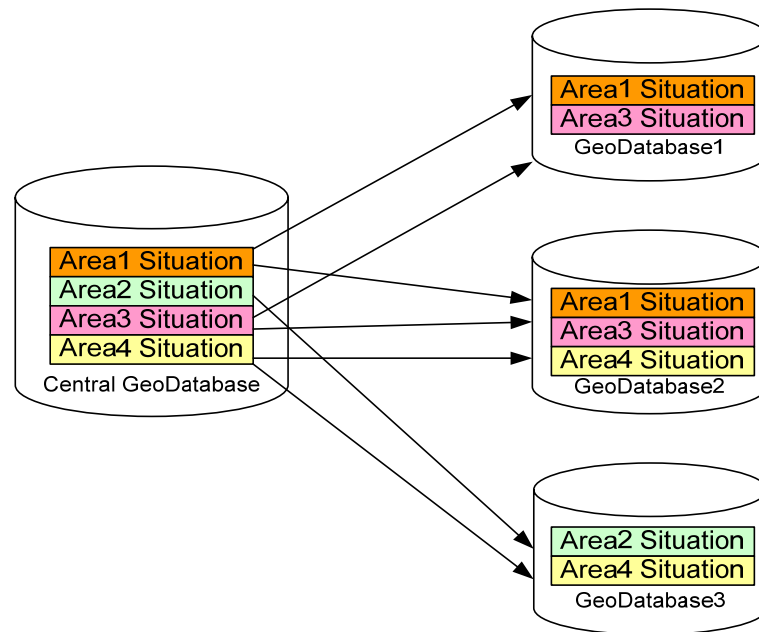 Area1 Situation
Area2 Situation
Area3 Situation
Area4 Situation
Central GeoDatabase
Area1 Situation
Area3 Situation
GeoDatabase1
Area1 Situation
Area3 Situation
Area4 Situation
GeoDatabase2
Area2 Situation
Area4 Situation
GeoDatabase3